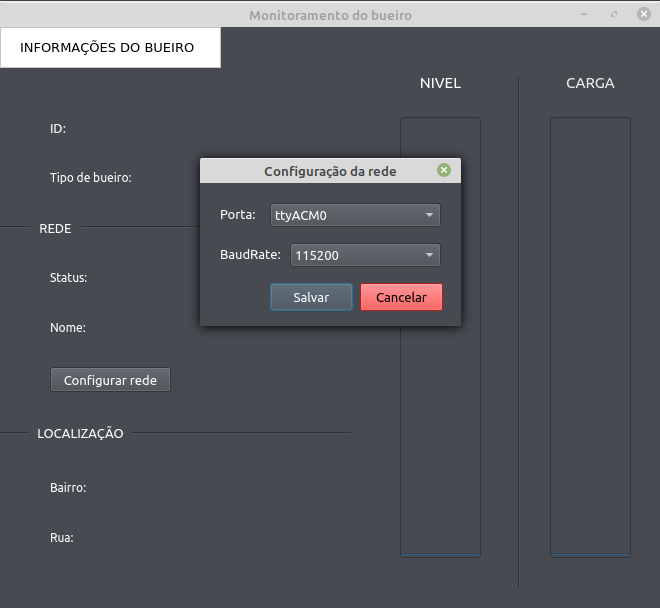 Monitoramento do bueiro
INFORMAÇÕES DO BUEIRO
NIVEL
CARGA
ID:
Tipo de bueiro:
REDE
Status:
Nome:
Configurar rede
LOCALIZAÇÃO
Bairro:
Rua:
Configuração da rede
Porta:
ttyACM0
BaudRate:
115200
Salvar
Cancelar